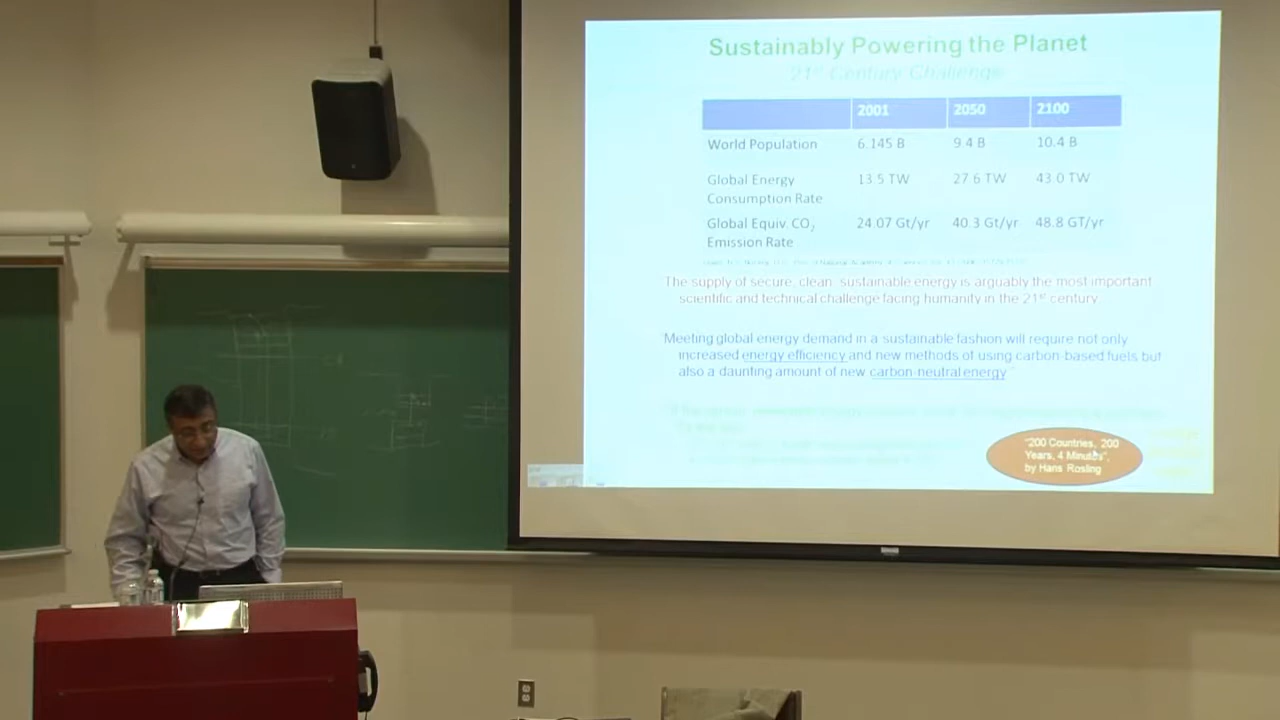 Sustainably Powering the Planet
21st Century Challenge
2001 2050 2100
World Population 6.145 B 9.4 B 10.4 B
Global Energy 13.5 TW 27.6 TW 43.0 TW
Consumption Rate
Global Equiv. CO2 24.07 Gt/yr 40.3 Gt/yr 48.8 GT/yr
Emission Rate
The supply of secure, clean, sustainable energy is arguably the most important
scientific and technical challenge facing humanity in the 21st century
"Meeting global energy demand in a sustainable fashion will require not only
increased energy efficiency and new methods of using carbon-based fuels but
also a daunting amount of new carbon-neutral energy"
"200 Countries, 200
Years, 4 Minutes",
by Hans Rosling